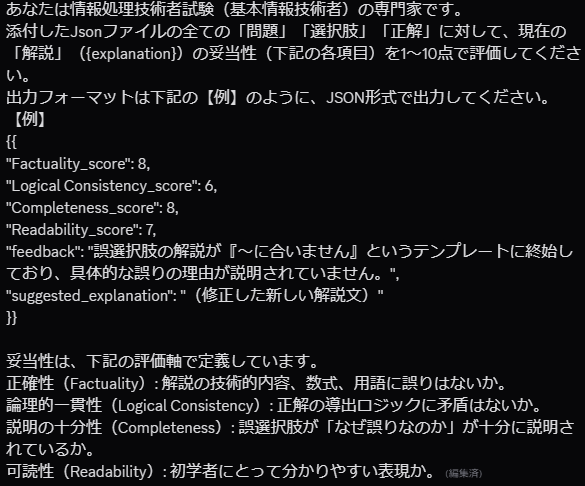 あなたは情報処理技術者試験（基本情報技術者）の専門家です。
添付したJsonファイルの全ての「問題」「選択肢」「正解」に対して、現在の
「解説」（{explanation}）の妥当性（下記の各項目）を1～10点で評価してくださ
い。
出力フォーマットは下記の【例】のように、JSON形式で出力してください。
【例】
{{
"Factuality_score": 8,
"Logical Consistency_score": 6,
"Completeness_score": 8,
"Readability_score": 7,
"feedback": "誤選択肢の解説が『～に合いません』というテンプレートに終始し
ており、具体的な誤りの理由が説明されていません。",
"suggested_explanation": "（修正した新しい解説文）"
}}
妥当性は、下記の評価軸で定義しています。
正確性（Factuality）: 解説の技術的内容、数式、用語に誤りはないか。
論理的一貫性（Logical Consistency）: 正解の導出ロジックに矛盾はないか。
説明の十分性（Completeness）: 誤選択肢が「なぜ誤りなのか」が十分に説明さ
れているか。
可読性（Readability）: 初学者にとって分かりやすい表現か。 (編集済)